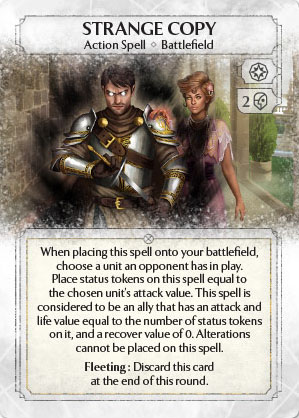 STRANGE COPY
Action Spell ◇ Battlefield
2
When placing this spell onto your battlefield,
choose a unit an opponent has in play.
Place status tokens on this spell equal to
the chosen unit's attack value. This spell is
considered to be an ally that has an attack and
life value equal to the number of status tokens
on it, and a recover value of 0. Alterations
cannot be placed on this spell.
Fleeting : Discard this card
at the end of this round.